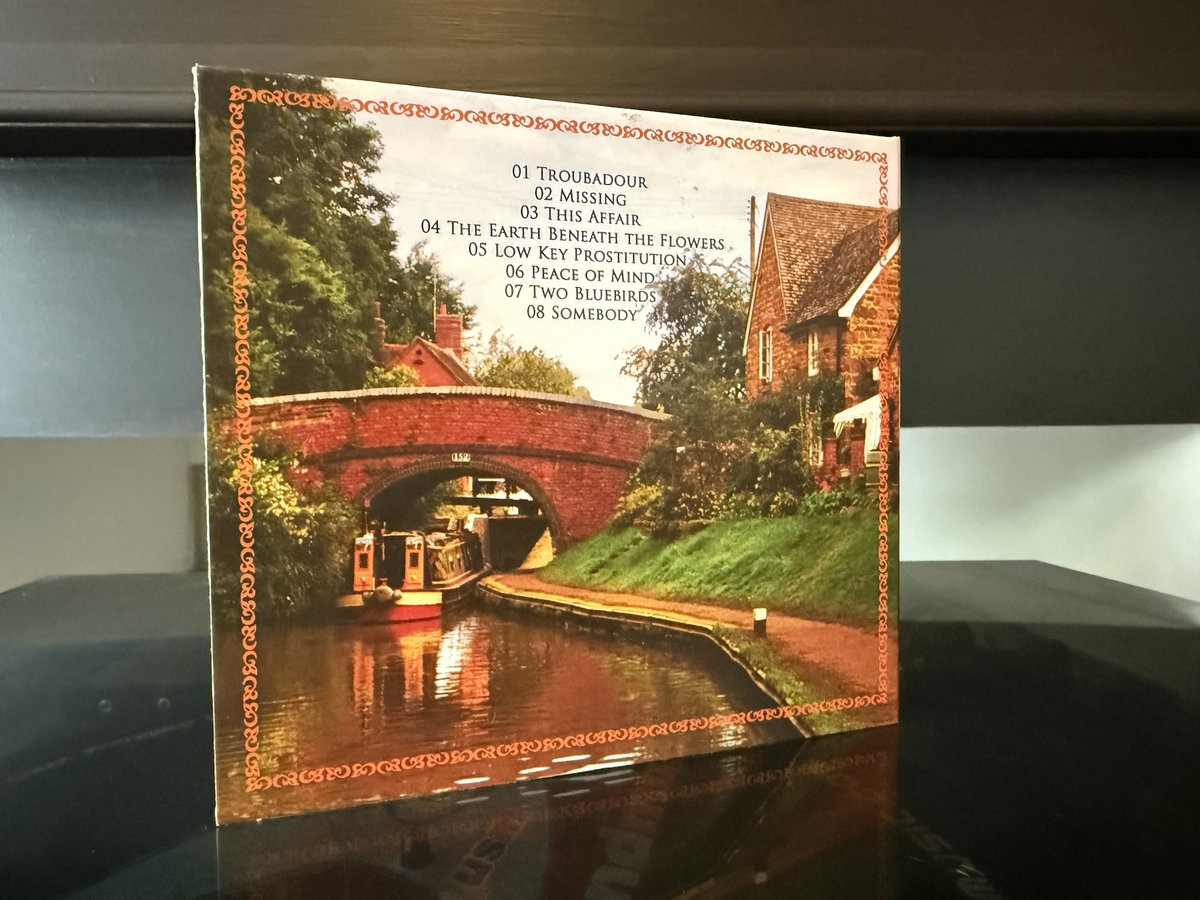 01 Troubadour
02 Missing
03 This Affair
04 The Earth Beneath the Flowers
05 Low Key Prostitution
06 Peace of Mind
07 Two Bluebirds
08 Somebody